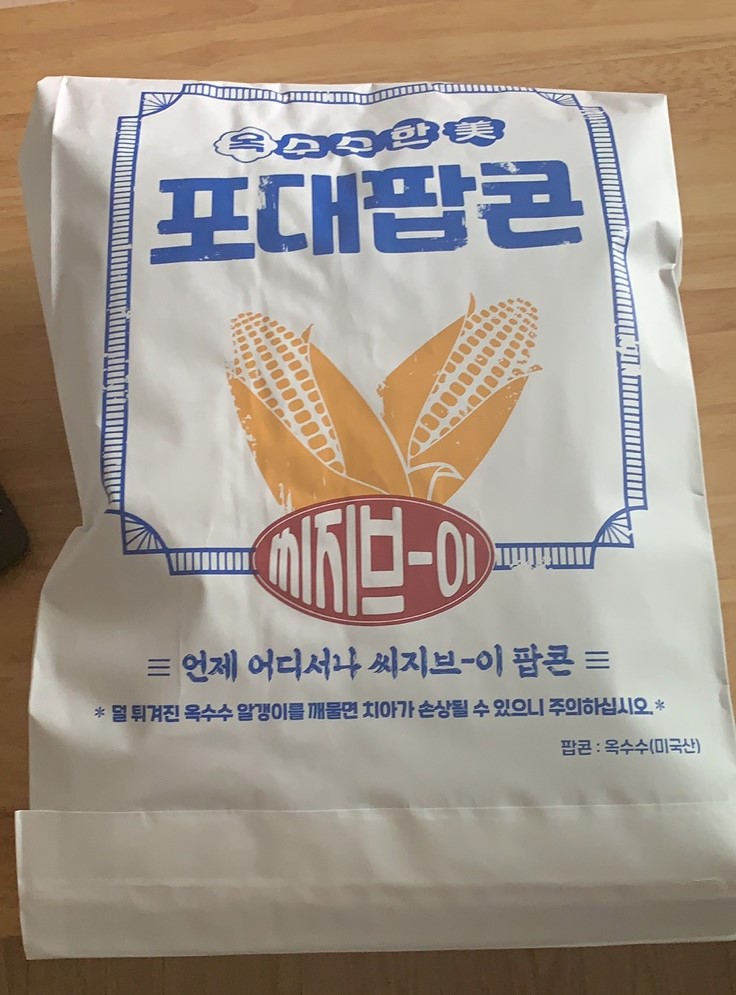 옥수수한美
포대팝콘
씨지브-이
언제 어디서나 씨지브-이 팝콘
* 덜 튀겨진 옥수수 알갱이를 깨물면 치아가 손상될 수 있으니 주의하십시오.*
팝콘 : 옥수수(미국산)